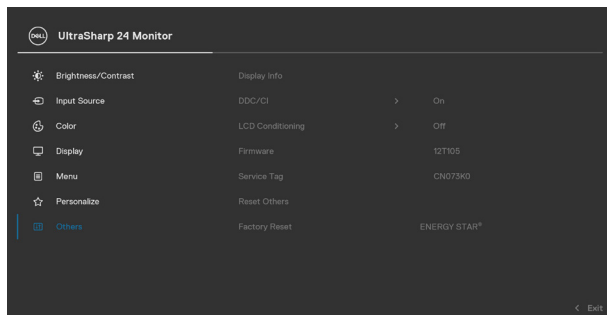 DELL UltraSharp 24 Monitor
Brightness/Contrast Display Info
Input Source DDC/CI > On
Color LCD Conditioning > Off
Display Firmware 12T105
Menu Service Tag CN073K0
Personalize Reset Others
Others Factory Reset ENERGY STAR®
< Exit